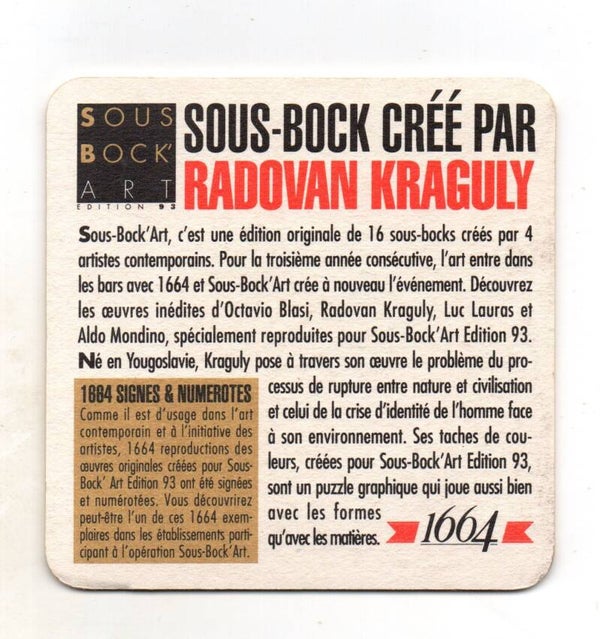 SOUS
BOCK'
ART
EDITION 93
SOUS-BOCK CRÉÉ PAR
RADOVAN KRAGULY
Sous-Bock'Art, c'est une édition originale de 16 sous-bocks créés par 4
artistes contemporains. Pour la troisième année consécutive, l'art entre dans
les bars avec 1664 et Sous-Bock'Art crée à nouveau l'événement. Découvrez
les œuvres inédites d'Octavio Blasi, Radovan Kraguly, Luc Lauras et
Aldo Mondino, spécialement reproduites pour Sous-Bock'Art Edition 93.
Né en Yougoslavie, Kraguly pose à travers son œuvre le problème du pro-
cessus de rupture entre nature et civilisation
et celui de la crise d'identité de l'homme face
à son environnement. Ses taches de cou-
leurs, créées pour Sous-Bock'Art Edition 93,
sont un puzzle graphique qui joue aussi bien
avec les formes
qu'avec les matières.
1664 SIGNES & NUMEROTES
Comme il est d'usage dans l'art
contemporain et à l'initiative des
artistes, 1664 reproductions des
œuvres originales créées pour Sous-
Bock' Art Edition 93 ont été signées
et numérotées. Vous découvrirez
peut-être l'un de ces 1664 exem-
plaires dans les établissements parti-
cipant à l'opération Sous-Bock'Art.
1664